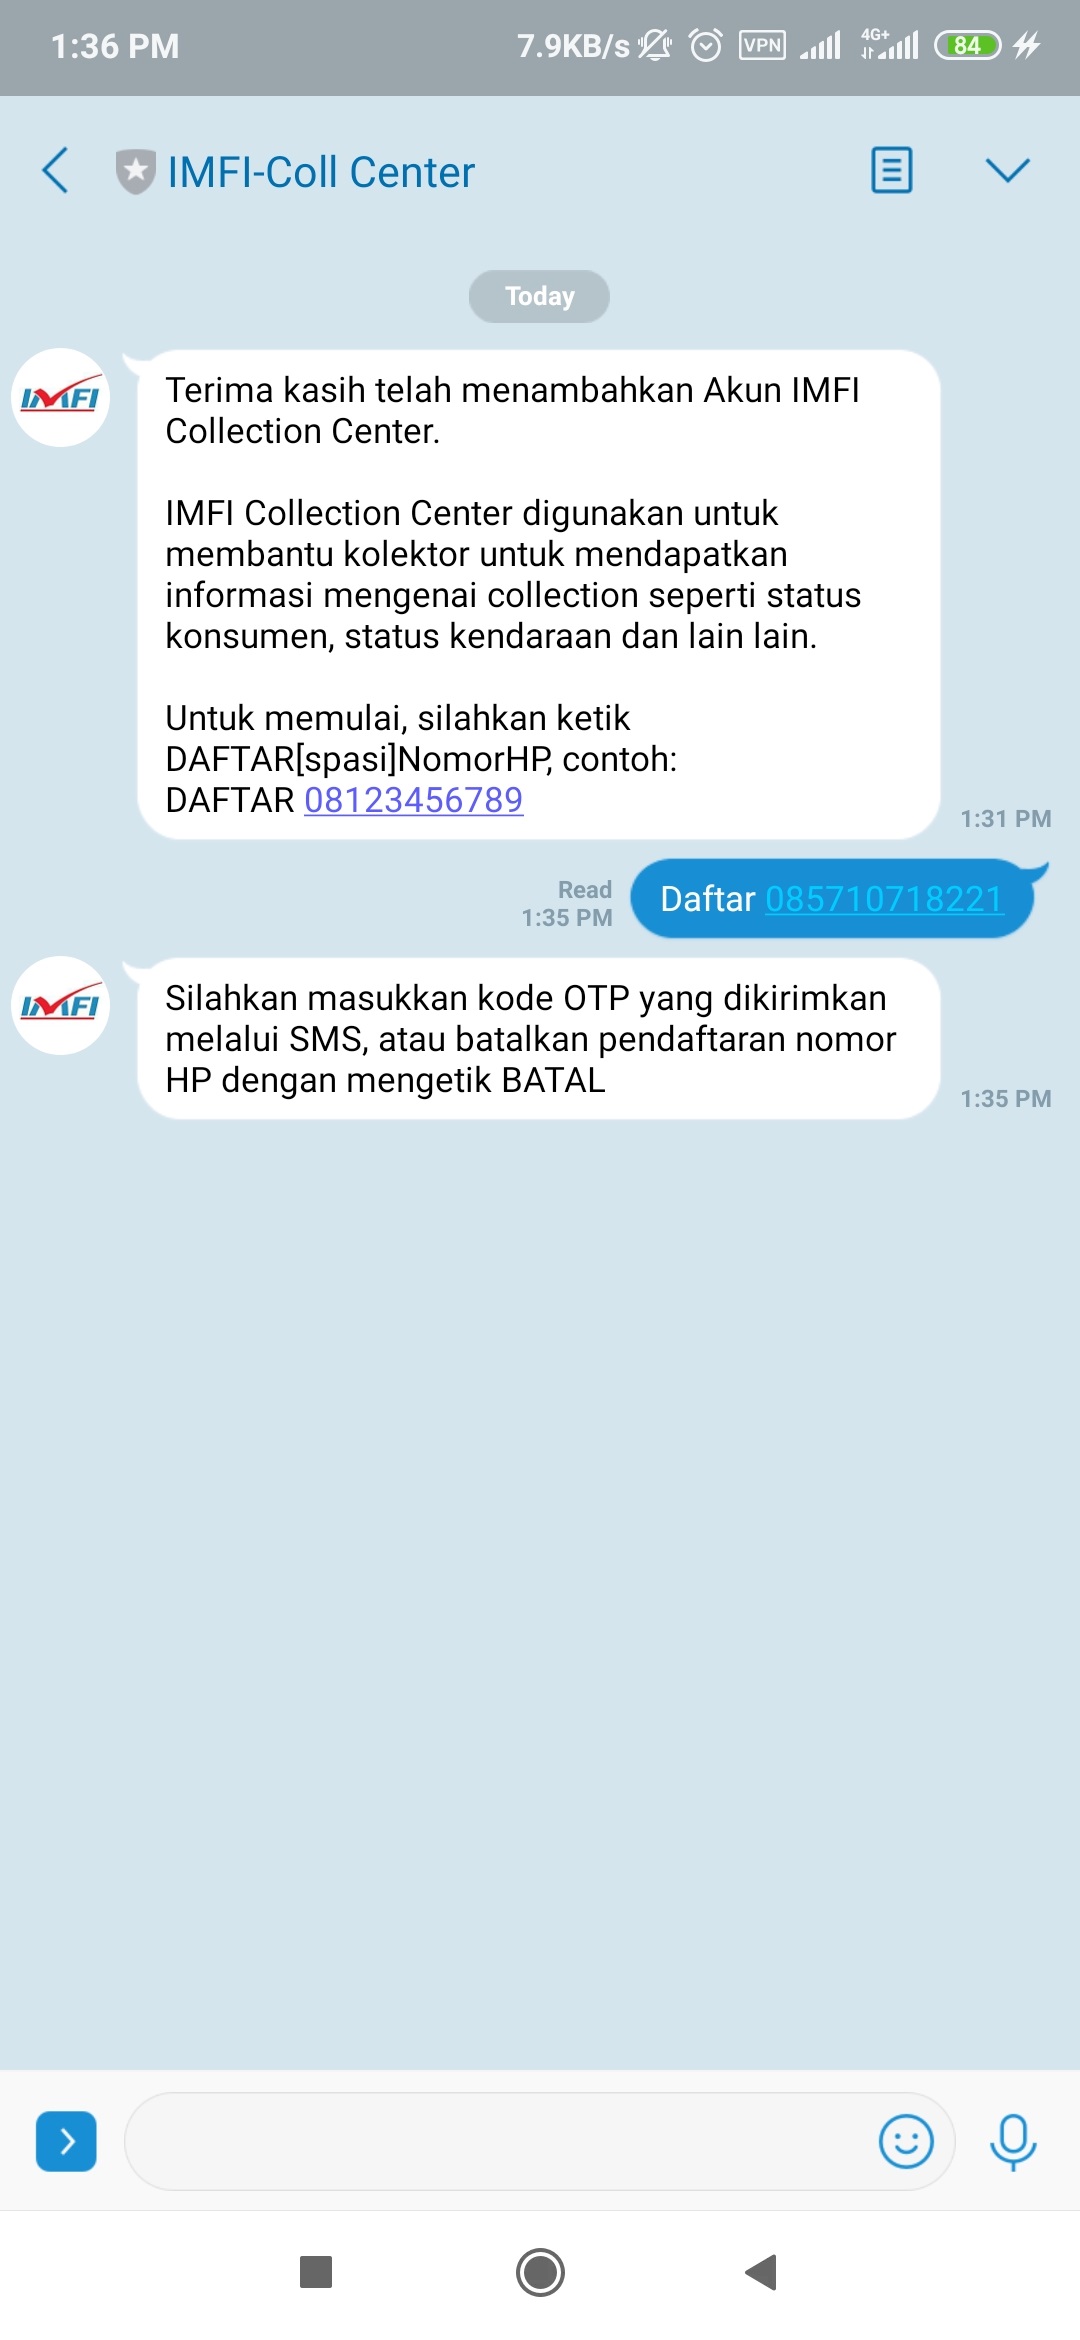 1:36 PM
7.9KB/s
VPN
4G+
84
IMFI-Coll Center
Today
IMFI
Terima kasih telah menambahkan Akun IMFI
Collection Center.
IMFI Collection Center digunakan untuk
membantu kolektor untuk mendapatkan
informasi mengenai collection seperti status
konsumen, status kendaraan dan lain lain.
Untuk memulai, silahkan ketik
DAFTAR[spasi]NomorHP, contoh:
DAFTAR 08123456789
1:31 PM
Read
1:35 PM
Daftar 085710718221
IMFI
Silahkan masukkan kode OTP yang dikirimkan
melalui SMS, atau batalkan pendaftaran nomor
HP dengan mengetik BATAL
1:35 PM